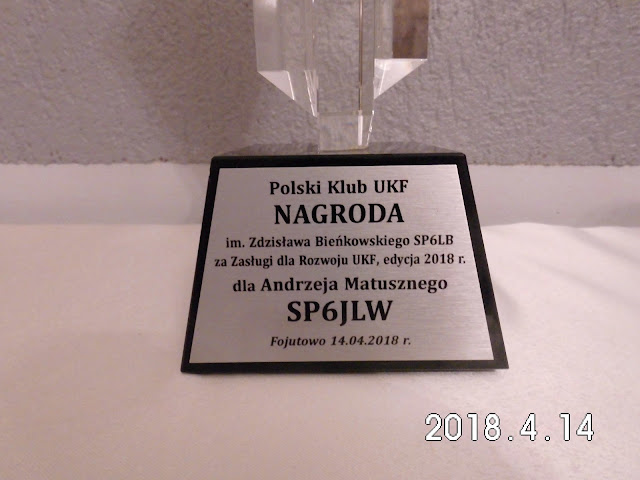 Polski Klub UKF
NAGRODA
im. Zdzisława Bieńkowskiego SP6LB
za Zasługi dla Rozwoju UKF, edycja 2018 r.
dla Andrzeja Matusznego
SP6JLW
Fojutowo 14.04.2018 r.
2018.4.14